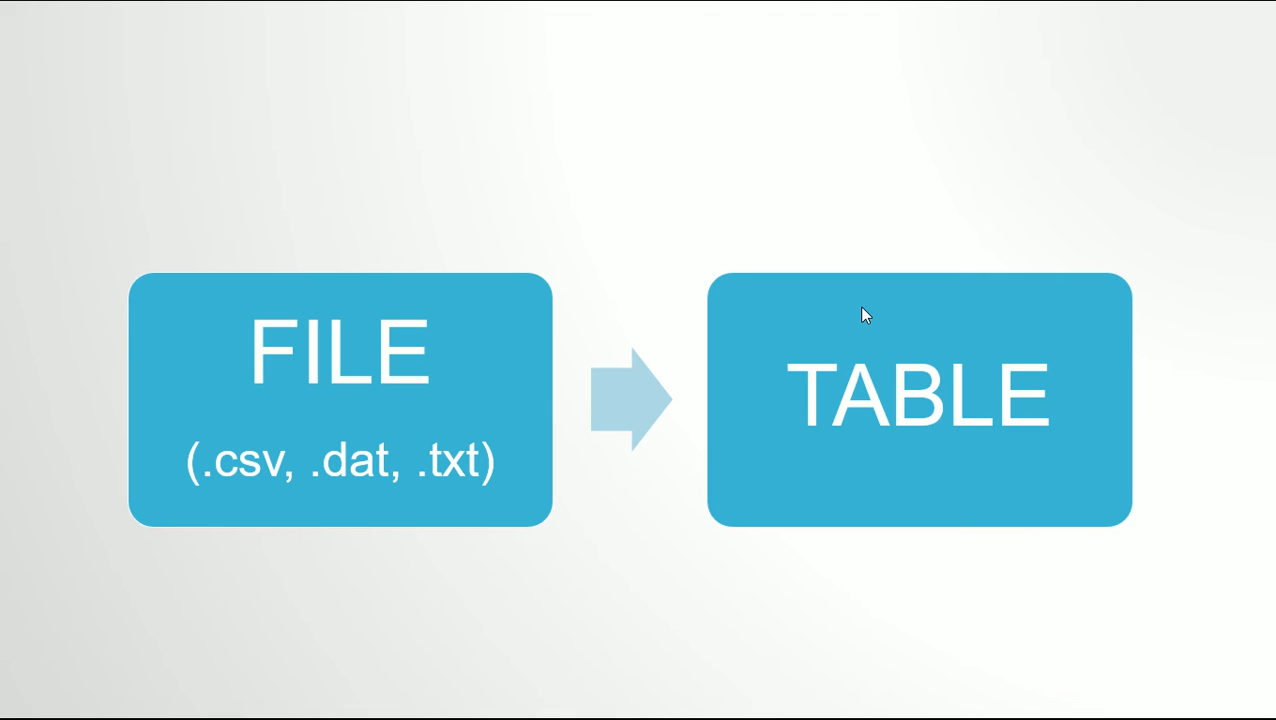 FILE
(.csv, .dat, .txt)
TABLE